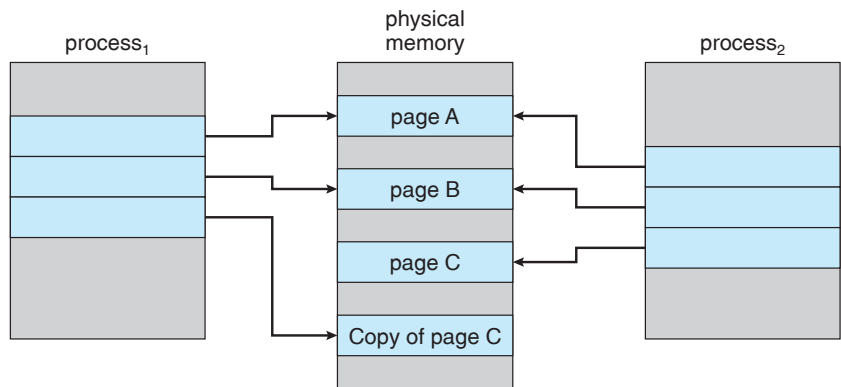 process₁
physical
memory
process₂
page A
page B
page C
Copy of page C